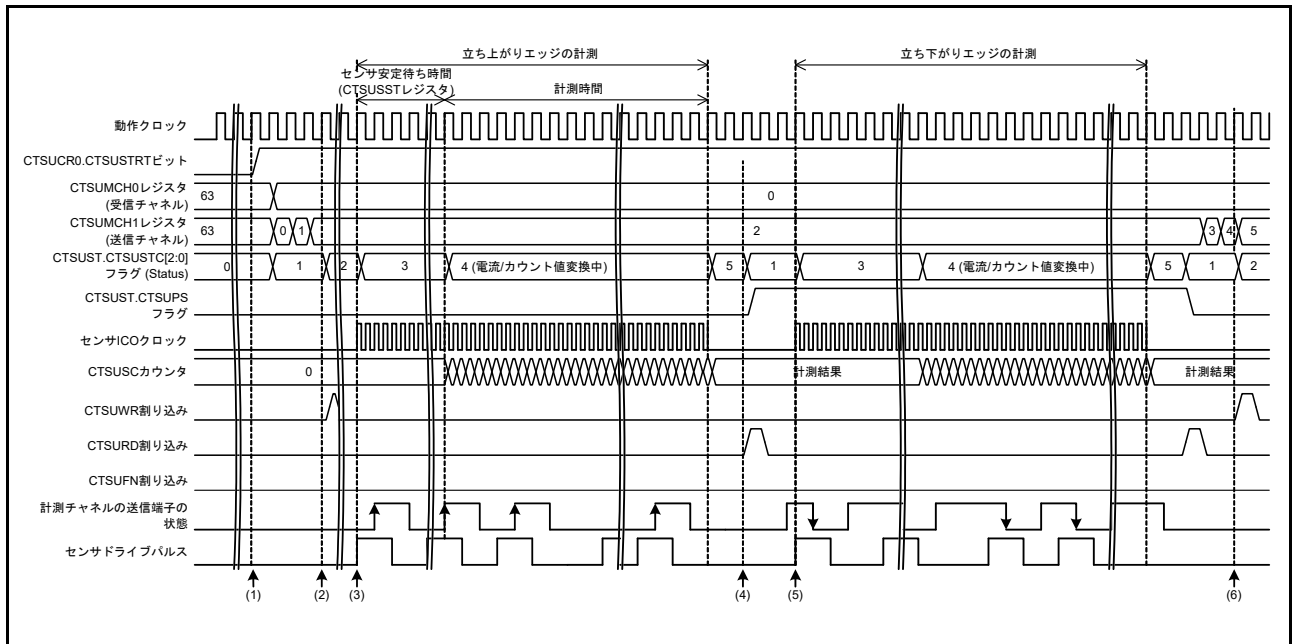 立ち上がりエッジの計測
立ち下がりエッジの計測
センサ安定待ち時間
(CTSUSSTレジスタ)
計測時間
動作クロック
CTSUCR0.CTSUSTRTビット
CTSUMCH0レジスタ
(受信チャネル)
63
0
CTSUMCH1レジスタ
(送信チャネル)
63
0
1
2
3
4
5
CTSUST.CTSUSTC[2:0]
フラグ (Status)
0
1
2
3
4 (電流/カウント値変換中)
5
1
3
4 (電流/カウント値変換中)
5
1
2
CTSUST.CTSUPS
フラグ
センサICOクロック
CTSUSCカウンタ
0
計測結果
計測結果
CTSUWR割り込み
CTSURD割り込み
CTSUFN割り込み
計測チャネルの送信端子の
状態
センサドライブパルス
(1)
(2)
(3)
(4)
(5)
(6)